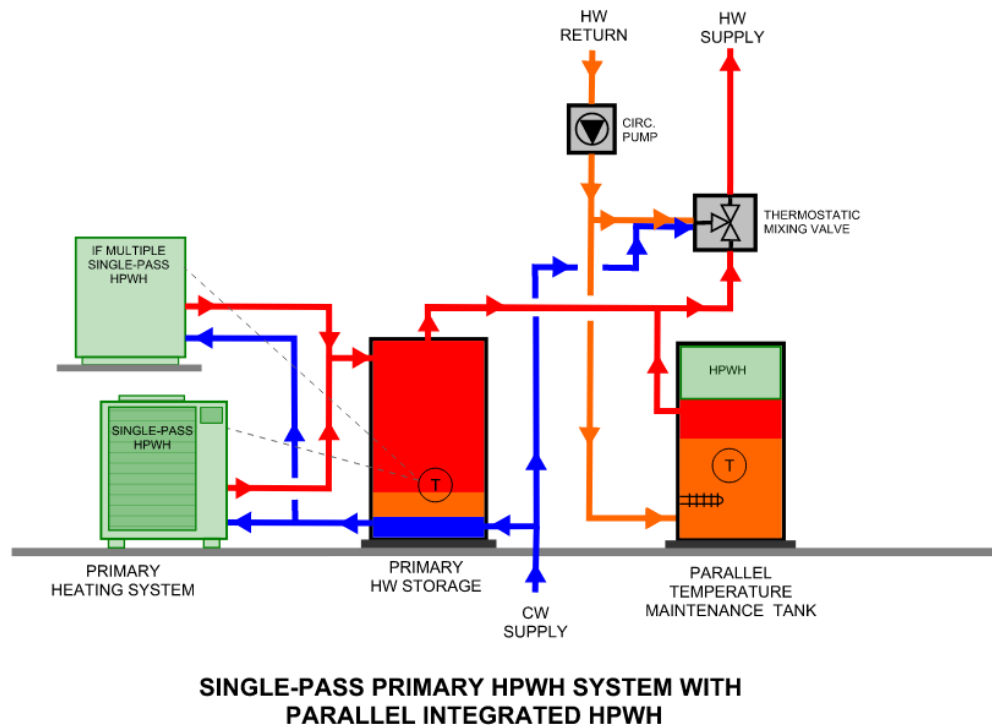 HW
RETURN
HW
SUPPLY
CIRC.
PUMP
THERMOSTATIC
MIXING VALVE
IF MULTIPLE
SINGLE-PASS
HPWH
HPWH
SINGLE-PASS
HPWH
T
T
PRIMARY
HEATING SYSTEM
PRIMARY
HW STORAGE
CW
SUPPLY
PARALLEL
TEMPERATURE
MAINTENANCE TANK
SINGLE-PASS PRIMARY HPWH SYSTEM WITH
PARALLEL INTEGRATED HPWH